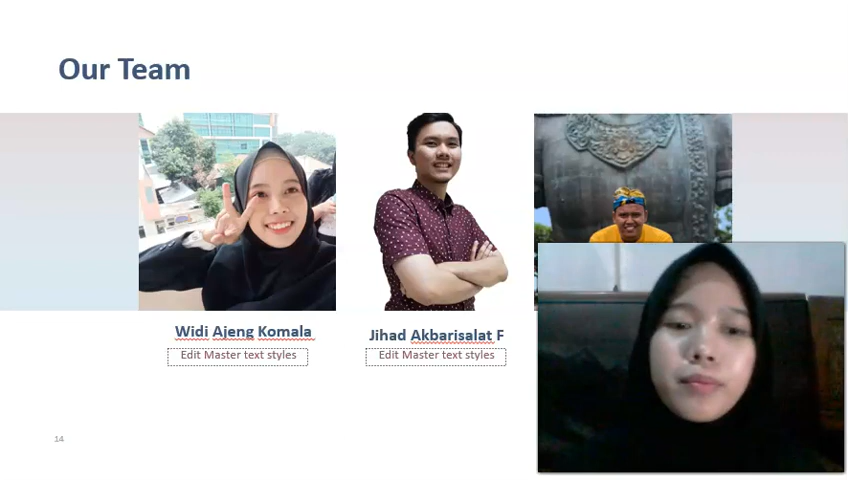 Our Team
Widi Ajeng Komala
Jihad Akbarisalat F
Edit Master text styles
Edit Master text styles
14